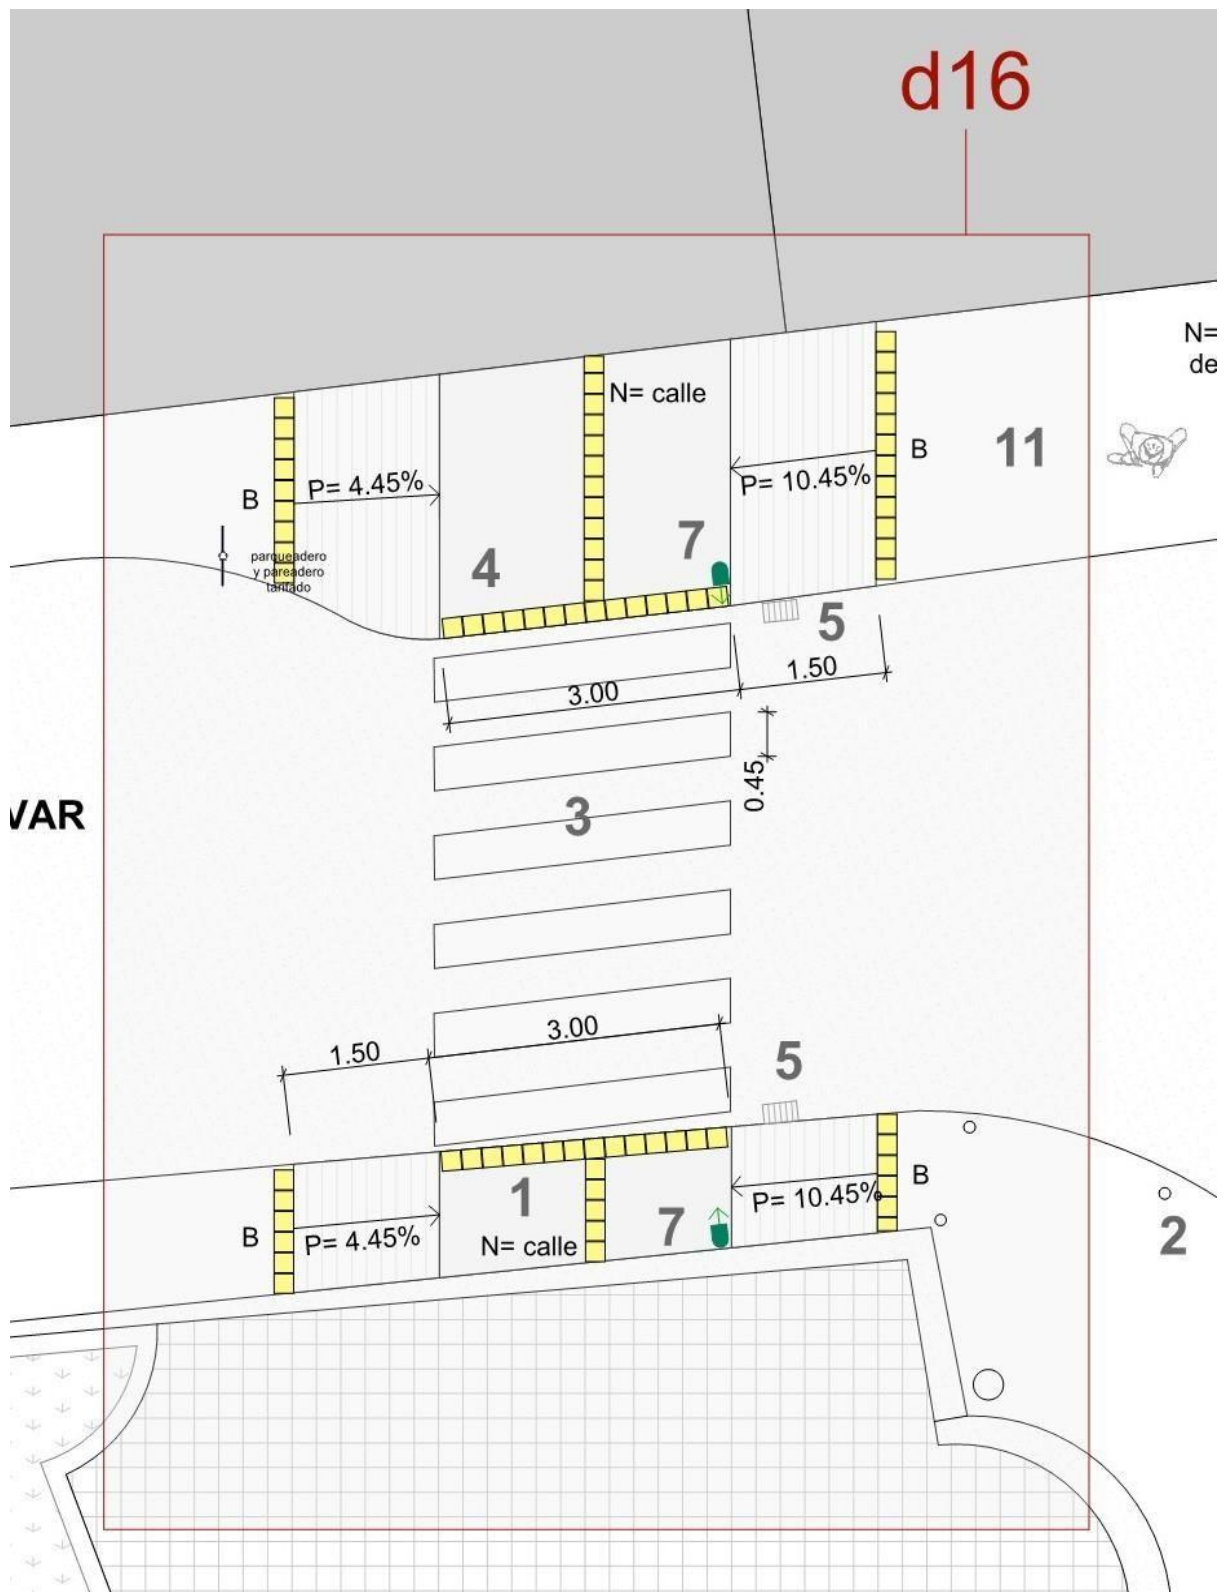 d16
N=
de
N= calle
11
B
P= 4.45%
B
P= 10.45%
7
4
parqueadero
y pareadero
taritado
5
1.50
3.00
0.45
VAR
3
3.00
1.50
5
1
7
P= 10.45%
B
2
B
P= 4.45%
N= calle